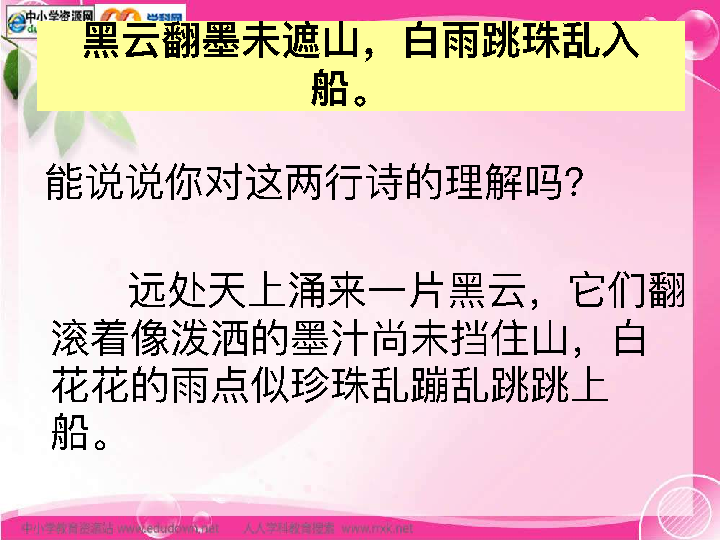 中小学资源网
学科网
黑云翻墨未遮山，白雨跳珠乱入
船。
能说说你对这两行诗的理解吗?
远处天上涌来一片黑云，它们翻
滚着像泼洒的墨汁尚未挡住山，白
花花的雨点似珍珠乱蹦乱跳跳上
船。
中小学教育资源站 www.edudown.net 人人学科教育搜索 www.rrxk.net